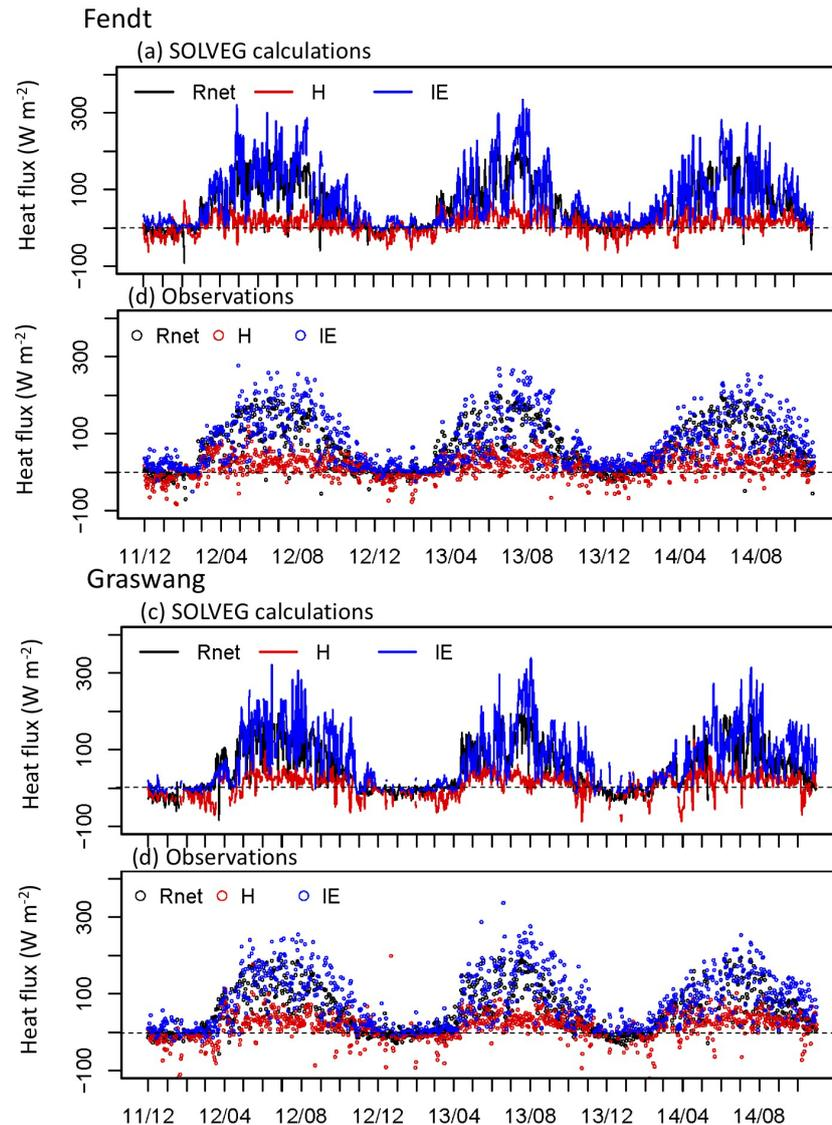 Fendt
(a) SOLVEG calculations
Rnet H lE
Heat flux (W m-2)
300
100
−100
(d) Observations
Rnet H lE
Heat flux (W m-2)
300
100
−100
11/12 12/04 12/08 12/12 13/04 13/08 13/12 14/04 14/08
Graswang
(c) SOLVEG calculations
Rnet H lE
Heat flux (W m-2)
300
100
−100
(d) Observations
Rnet H lE
Heat flux (W m-2)
300
100
−100
11/12 12/04 12/08 12/12 13/04 13/08 13/12 14/04 14/08